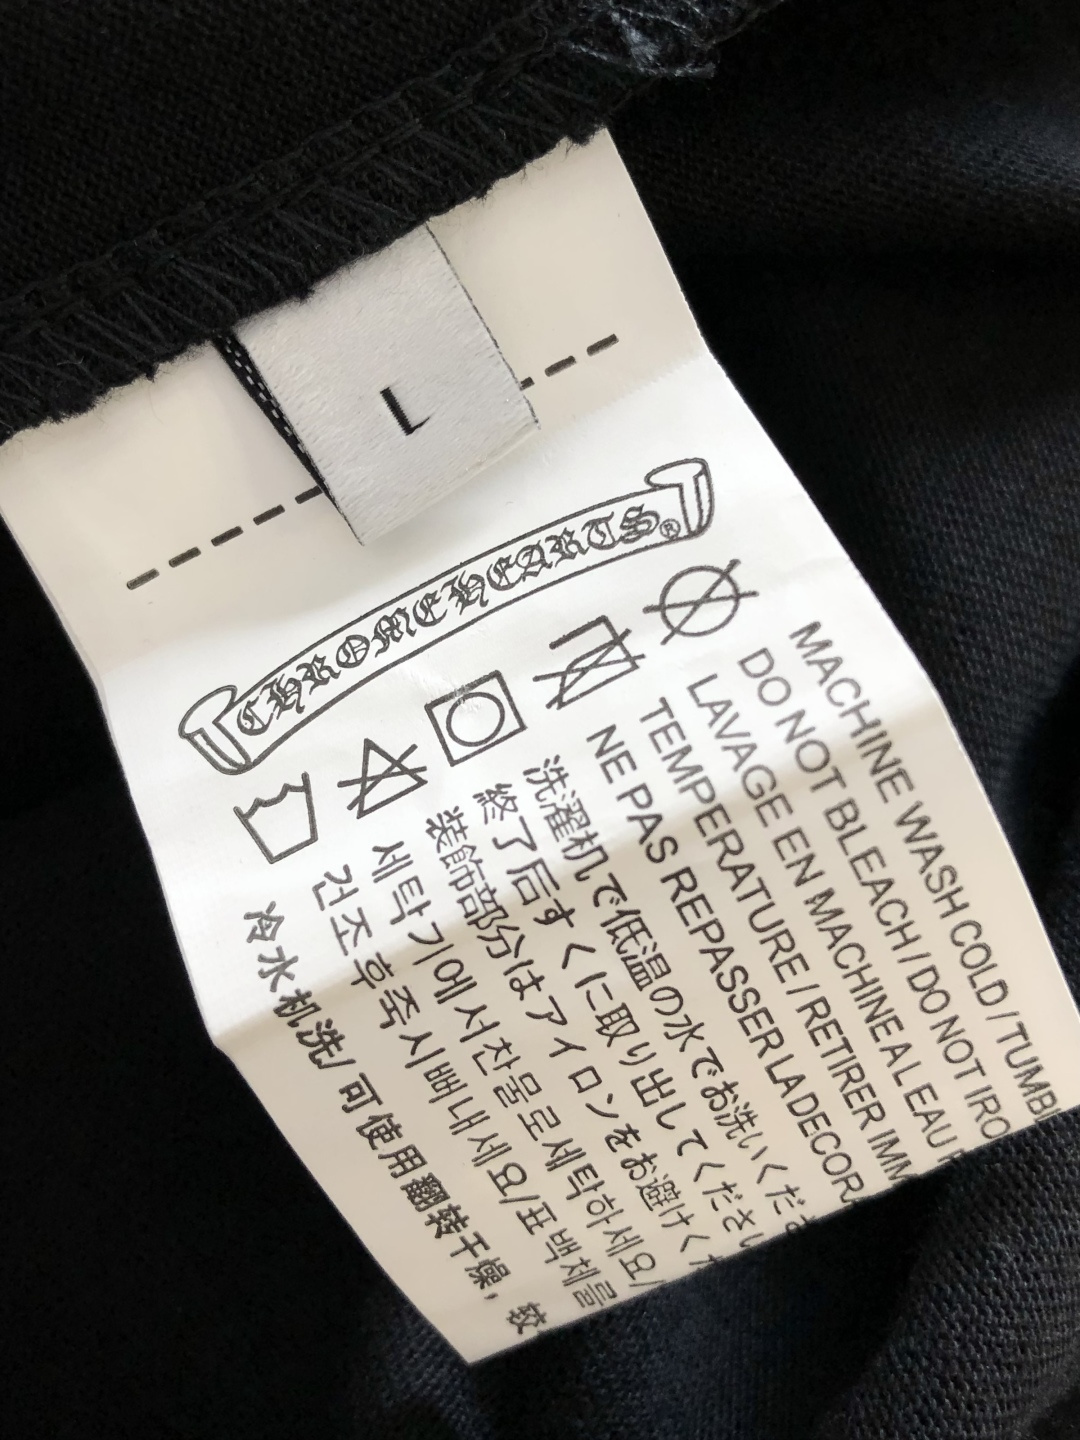 L
CHROME HEARTS®
MACHINE WASH COLD / TUMB
DO NOT BLEACH / DO NOT IRO
LAVAGE EN MACHINE A L EAU
TEMPERATURE / RETIRER IMM
NE PAS REPASSER LA DECORA
洗濯机で低温の水でお洗いくだ
終了后すくに取り出してくださ
装飾部分はアイロンをお避けく
세탁기에서찬물로세탁하세요/
건조후즉시빼내세요/표백제를
冷水机洗/可使用翻转干燥，较